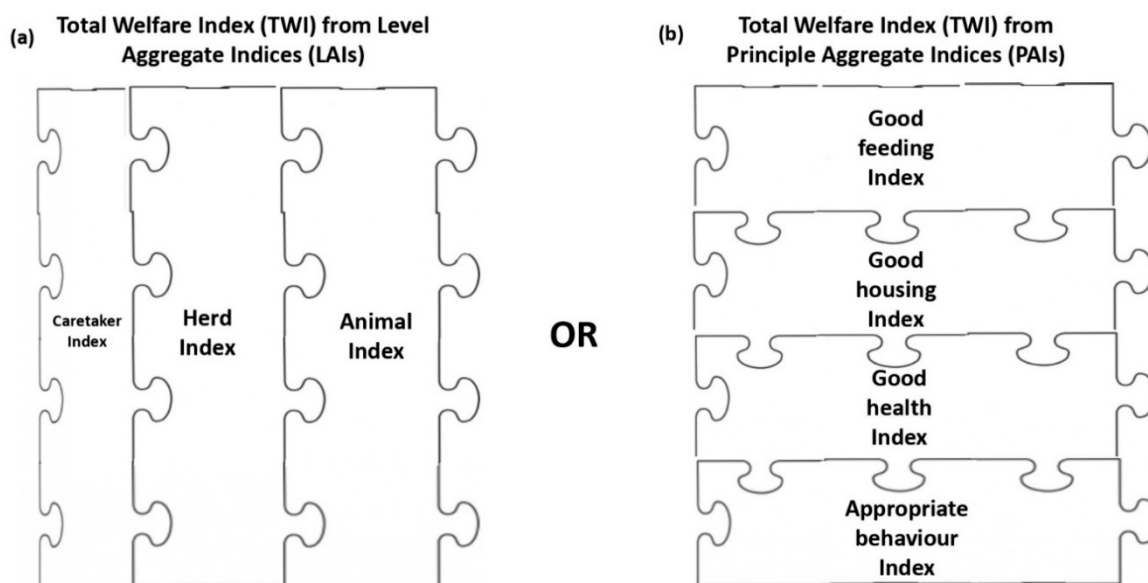 (a)
Total Welfare Index (TWI) from Level
Aggregate Indices (LAIs)
Caretaker
Index
Herd
Index
Animal
Index
OR
(b)
Total Welfare Index (TWI) from
Principle Aggregate Indices (PAIs)
Good
feeding
Index
Good
housing
Index
Good
health
Index
Appropriate
behaviour
Index